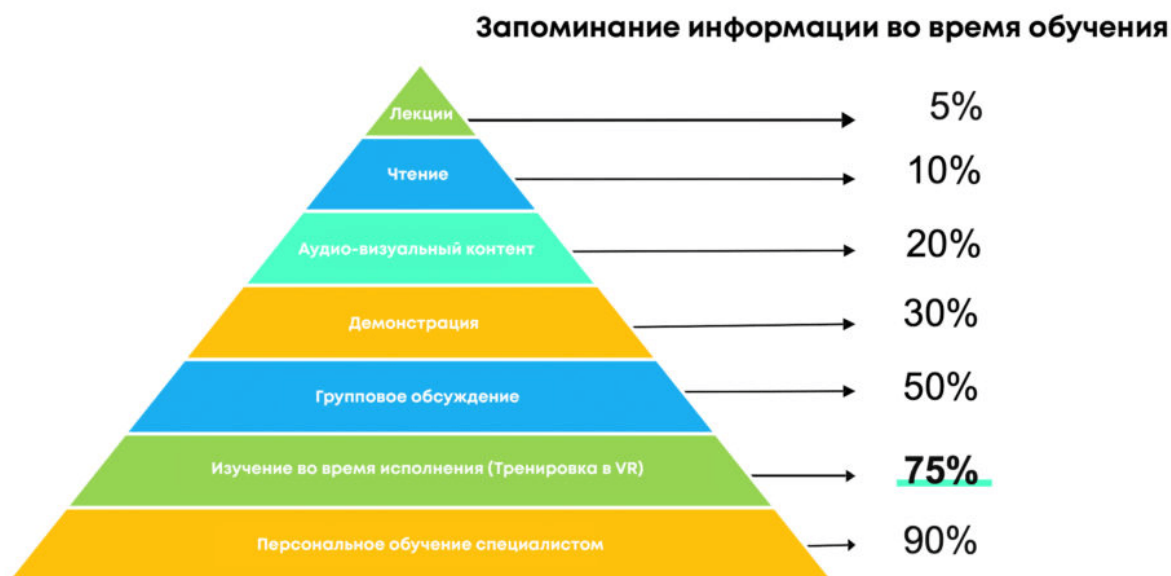 Запоминание информации во время обучения
Лекции 5%
Чтение 10%
Аудио-визуальный контент 20%
Демонстрация 30%
Групповое обсуждение 50%
Изучение во время исполнения (Тренировка в VR) 75%
Персональное обучение специалистом 90%